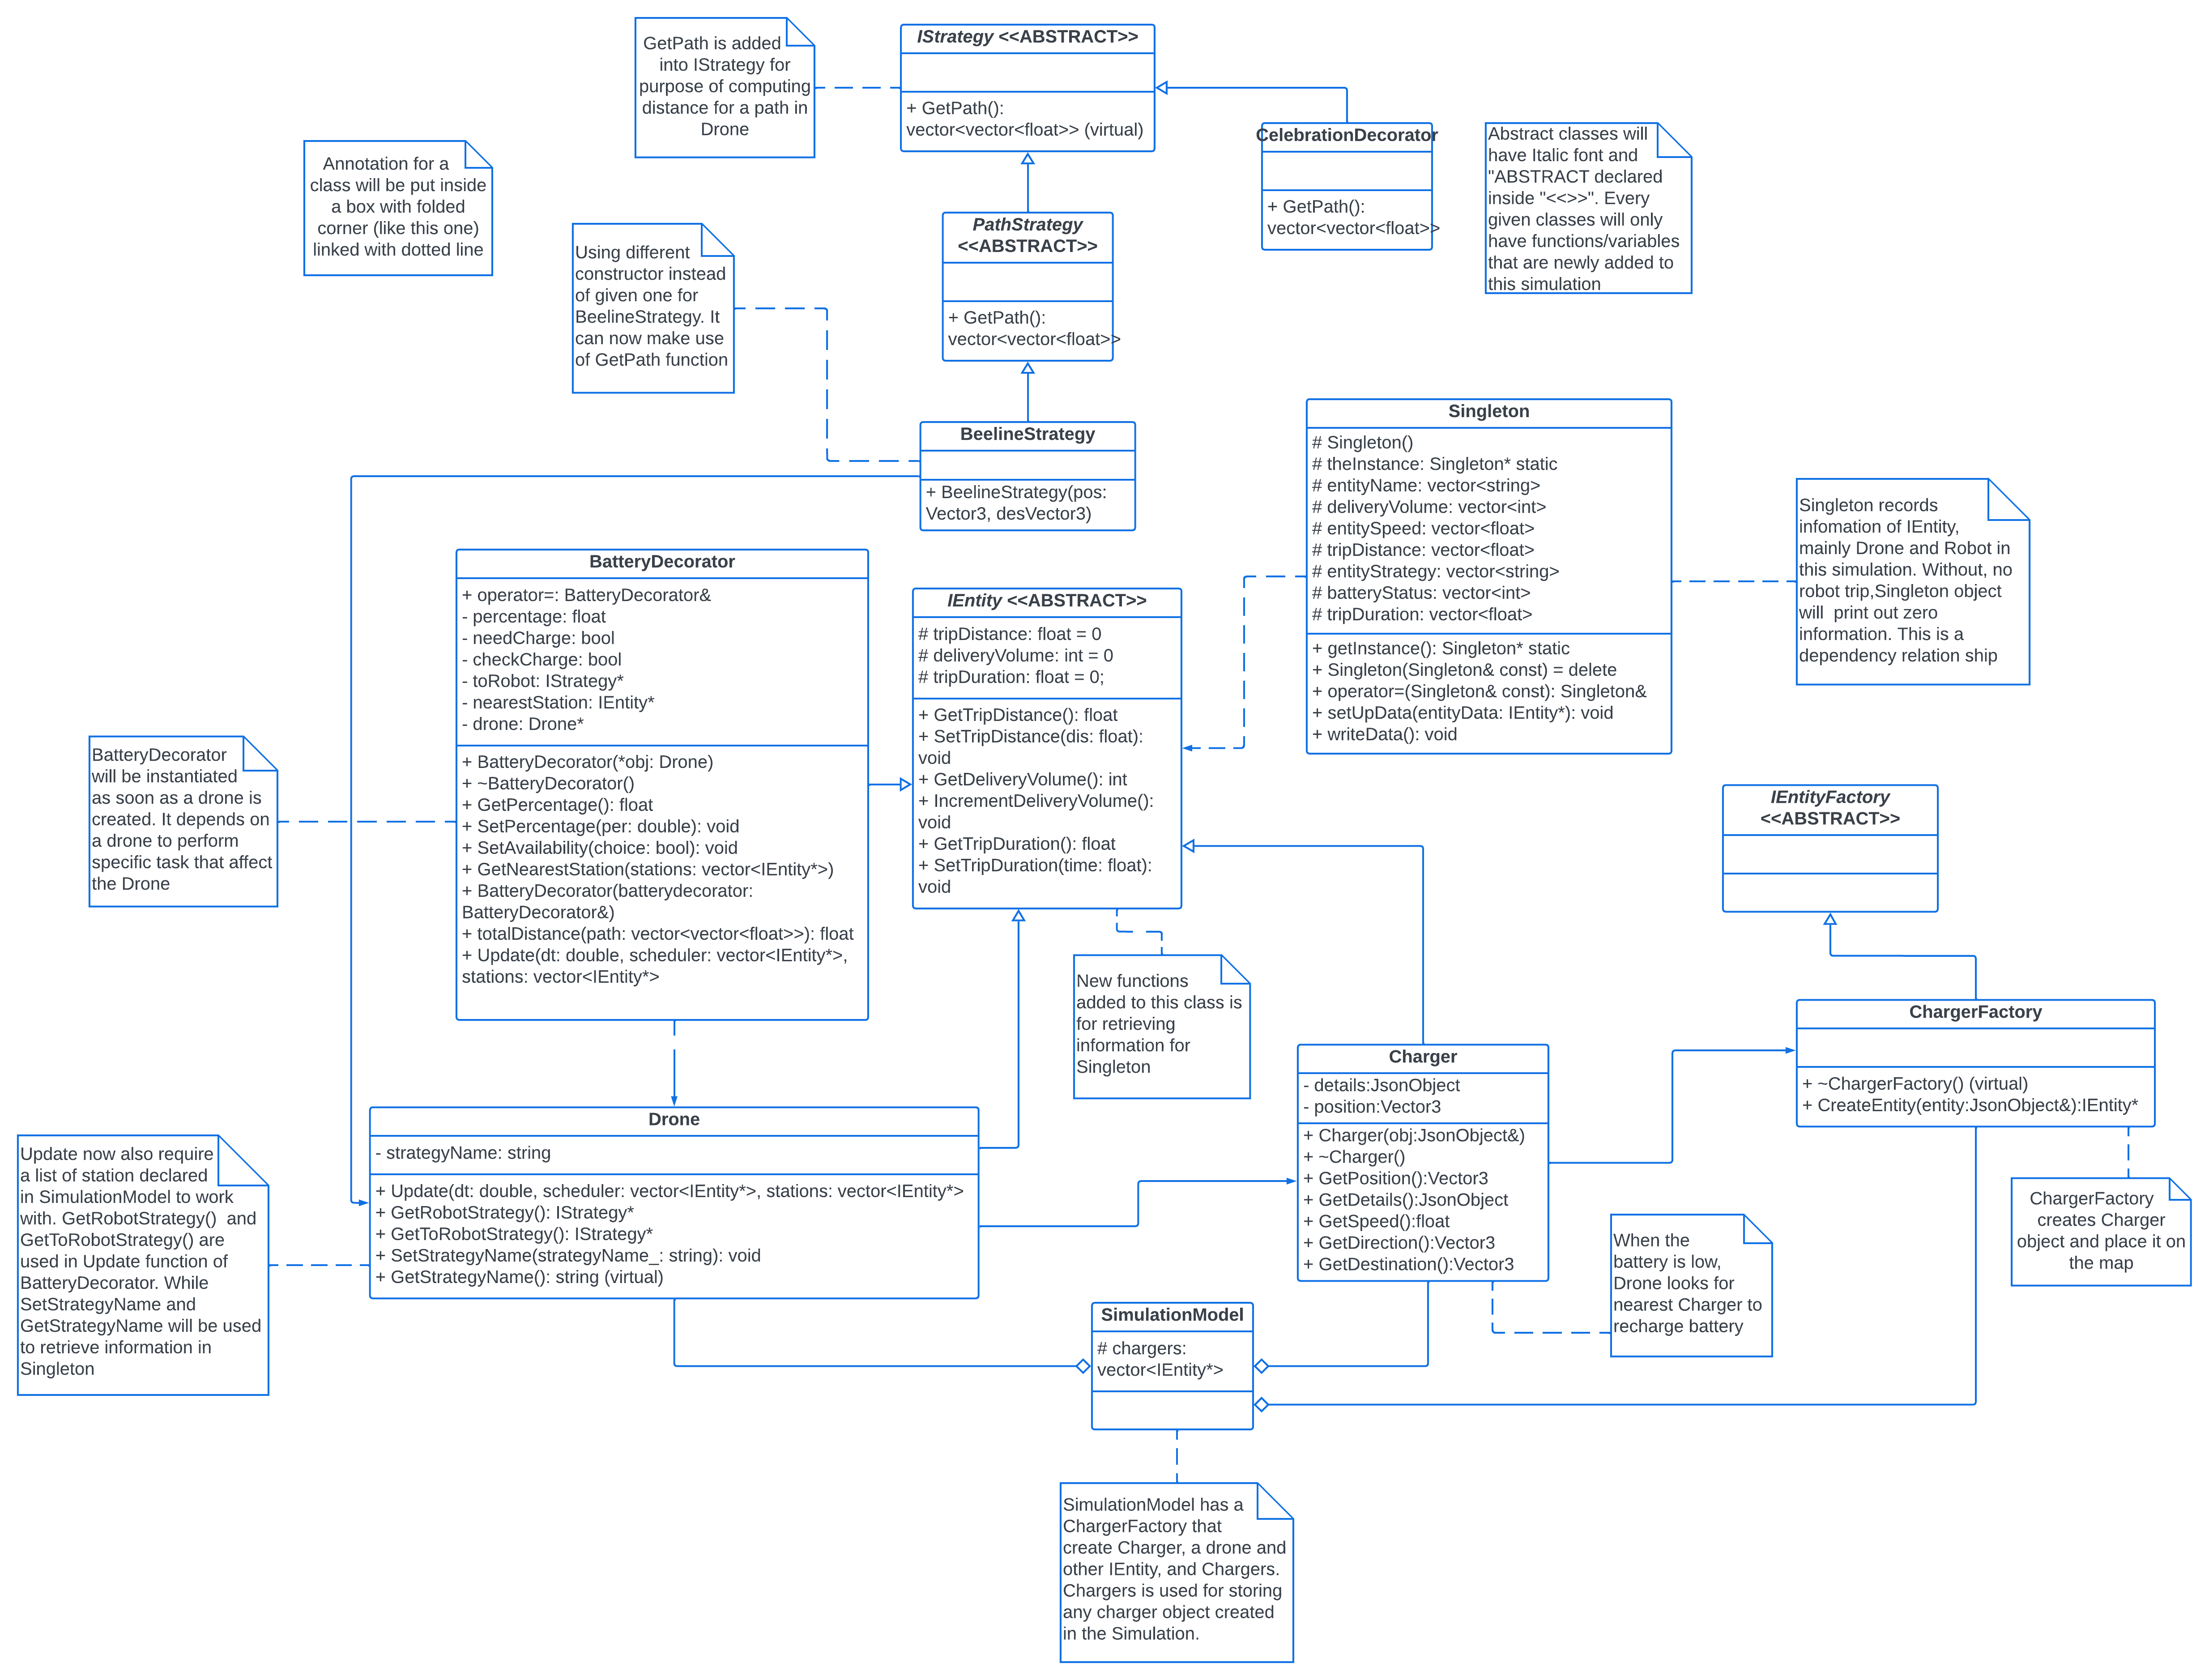 GetPath is added
into IStrategy for
purpose of computing
distance for a path in
Drone
IStrategy <<ABSTRACT>>
+ GetPath():
vector<vector<float>> (virtual)
CelebrationDecorator
+ GetPath():
vector<vector<float>>
Abstract classes will
have Italic font and
"ABSTRACT declared
inside "<<>>". Every
given classes will only
have functions/variables
that are newly added to
this simulation
Annotation for a
class will be put inside
a box with folded
corner (like this one)
linked with dotted line
Using different
constructor instead
of given one for
BeelineStrategy. It
can now make use
of GetPath function
PathStrategy
<<ABSTRACT>>
+ GetPath():
vector<vector<float>>
BeelineStrategy
+ BeelineStrategy(pos:
Vector3, desVector3)
Singleton
# Singleton()
# theInstance: Singleton* static
# entityName: vector<string>
# deliveryVolume: vector<int>
# entitySpeed: vector<float>
# tripDistance: vector<float>
# entityStrategy: vector<string>
# batteryStatus: vector<int>
# tripDuration: vector<float>
+ getInstance(): Singleton* static
+ Singleton(Singleton& const) = delete
+ operator=(Singleton& const): Singleton&
+ setUpData(entityData: IEntity*): void
+ writeData(): void
Singleton records
infomation of IEntity,
mainly Drone and Robot in
this simulation. Without, no
robot trip,Singleton object
will  print out zero
information. This is a
dependency relation ship
BatteryDecorator
+ operator=: BatteryDecorator&
- percentage: float
- needCharge: bool
- checkCharge: bool
- toRobot: IStrategy*
- nearestStation: IEntity*
- drone: Drone*
+ BatteryDecorator(*obj: Drone)
+ ~BatteryDecorator()
+ GetPercentage(): float
+ SetPercentage(per: double): void
+ SetAvailability(choice: bool): void
+ GetNearestStation(stations: vector<IEntity*>)
+ BatteryDecorator(batterydecorator:
BatteryDecorator&)
+ totalDistance(path: vector<vector<float>>): float
+ Update(dt: double, scheduler: vector<IEntity*>,
stations: vector<IEntity*>
IEntity <<ABSTRACT>>
# tripDistance: float = 0
# deliveryVolume: int = 0
# tripDuration: float = 0;
+ GetTripDistance(): float
+ SetTripDistance(dis: float):
void
+ GetDeliveryVolume(): int
+ IncrementDeliveryVolume():
void
+ GetTripDuration(): float
+ SetTripDuration(time: float):
void
BatteryDecorator
will be instantiated
as soon as a drone is
created. It depends on
a drone to perform
specific task that affect
the Drone
IEntityFactory
<<ABSTRACT>>
New functions
added to this class is
for retrieving
information for
Singleton
ChargerFactory
+ ~ChargerFactory() (virtual)
+ CreateEntity(entity:JsonObject&):IEntity*
Charger
- details:JsonObject
- position:Vector3
+ Charger(obj:JsonObject&)
+ ~Charger()
+ GetPosition():Vector3
+ GetDetails():JsonObject
+ GetSpeed():float
+ GetDirection():Vector3
+ GetDestination():Vector3
Drone
- strategyName: string
+ Update(dt: double, scheduler: vector<IEntity*>, stations: vector<IEntity*>
+ GetRobotStrategy(): IStrategy*
+ GetToRobotStrategy(): IStrategy*
+ SetStrategyName(strategyName_: string): void
+ GetStrategyName(): string (virtual)
Update now also require
a list of station declared
in SimulationModel to work
with. GetRobotStrategy()  and
GetToRobotStrategy() are
used in Update function of
BatteryDecorator. While
SetStrategyName and
GetStrategyName will be used
to retrieve information in
Singleton
ChargerFactory
creates Charger
object and place it on
the map
When the
battery is low,
Drone looks for
nearest Charger to
recharge battery
SimulationModel
# chargers:
vector<IEntity*>
SimulationModel has a
ChargerFactory that
create Charger, a drone and
other IEntity, and Chargers.
Chargers is used for storing
any charger object created
in the Simulation.